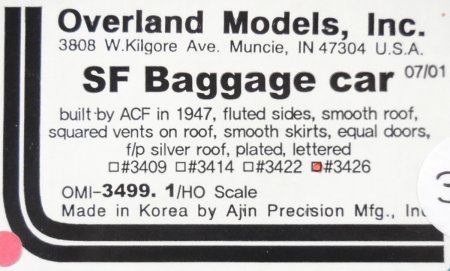 Overland Models, Inc.
3808 W.Kilgore Ave. Muncie, IN 47304 U.S.A.
SF Baggage car 07/01
built by ACF in 1947, fluted sides, smooth roof,
squared vents on roof, smooth skirts, equal doors,
f/p silver roof, plated, lettered
□#3409 □#3414 □#3422 □#3426
OMI-3499. 1/HO Scale
Made in Korea by Ajin Precision Mfg.,